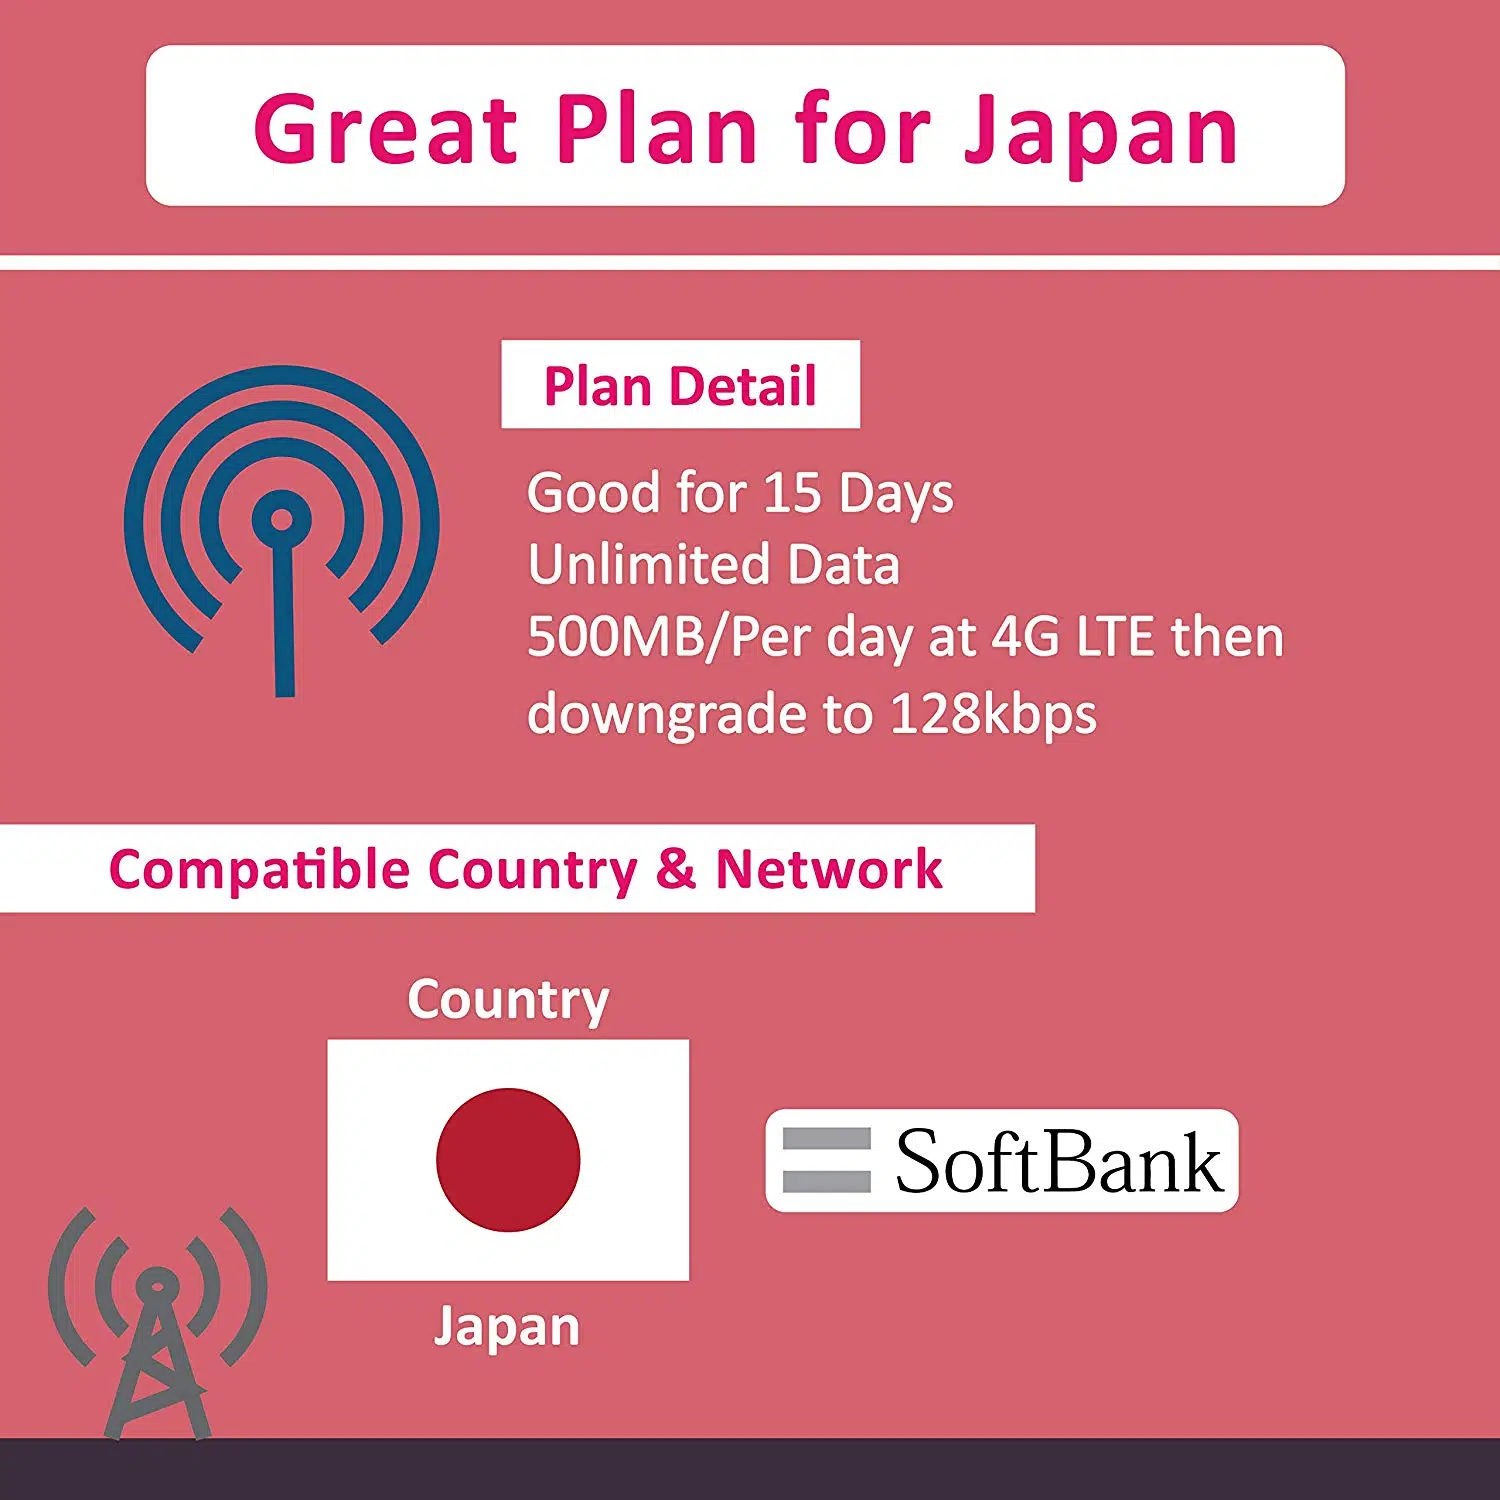 Great Plan for Japan
Plan Detail
Good for 15 Days
Unlimited Data
500MB/Per day at 4G LTE then
downgrade to 128kbps
Compatible Country & Network
Country
SoftBank
Japan